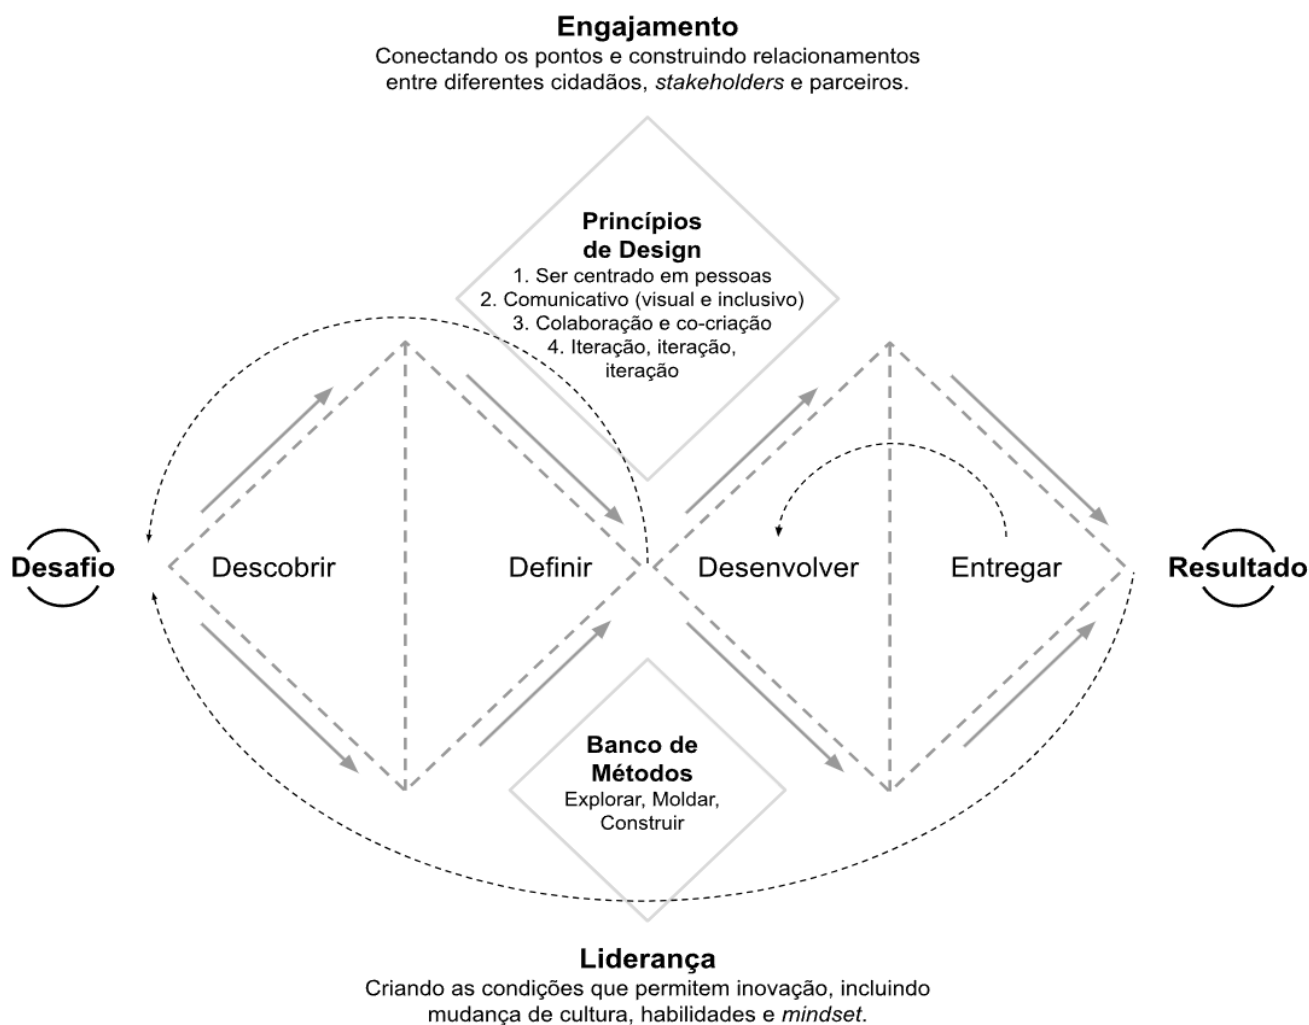 Engajamento
Conectando os pontos e construindo relacionamentos
entre diferentes cidadãos, stakeholders e parceiros.
Princípios
de Design
1. Ser centrado em pessoas
2. Comunicativo (visual e inclusivo)
3. Colaboração e co-criação
4. Iteração, iteração,
iteração
Desafio
Descobrir
Definir
Desenvolver
Entregar
Resultado
Banco de
Métodos
Explorar, Moldar,
Construir
Liderança
Criando as condições que permitem inovação, incluindo
mudança de cultura, habilidades e mindset.